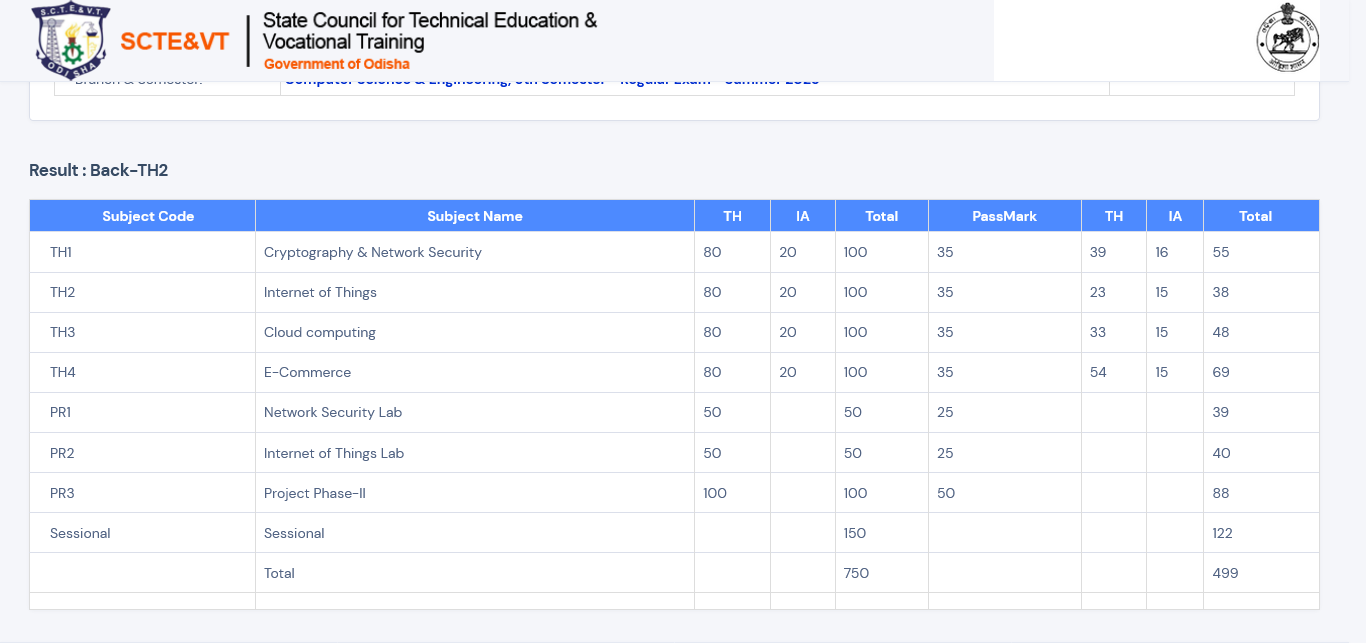 S.C.T.E.&V.T.
ODISHA
SCTE&VT
State Council for Technical Education &
Vocational Training
Government of Odisha
Result : Back-TH2
Subject Code Subject Name TH IA Total PassMark TH IA Total
TH1 Cryptography & Network Security 80 20 100 35 39 16 55
TH2 Internet of Things 80 20 100 35 23 15 38
TH3 Cloud computing 80 20 100 35 33 15 48
TH4 E-Commerce 80 20 100 35 54 15 69
PR1 Network Security Lab 50 50 25 39
PR2 Internet of Things Lab 50 50 25 40
PR3 Project Phase-II 100 100 50 88
Sessional Sessional 150 122
Total 750 499